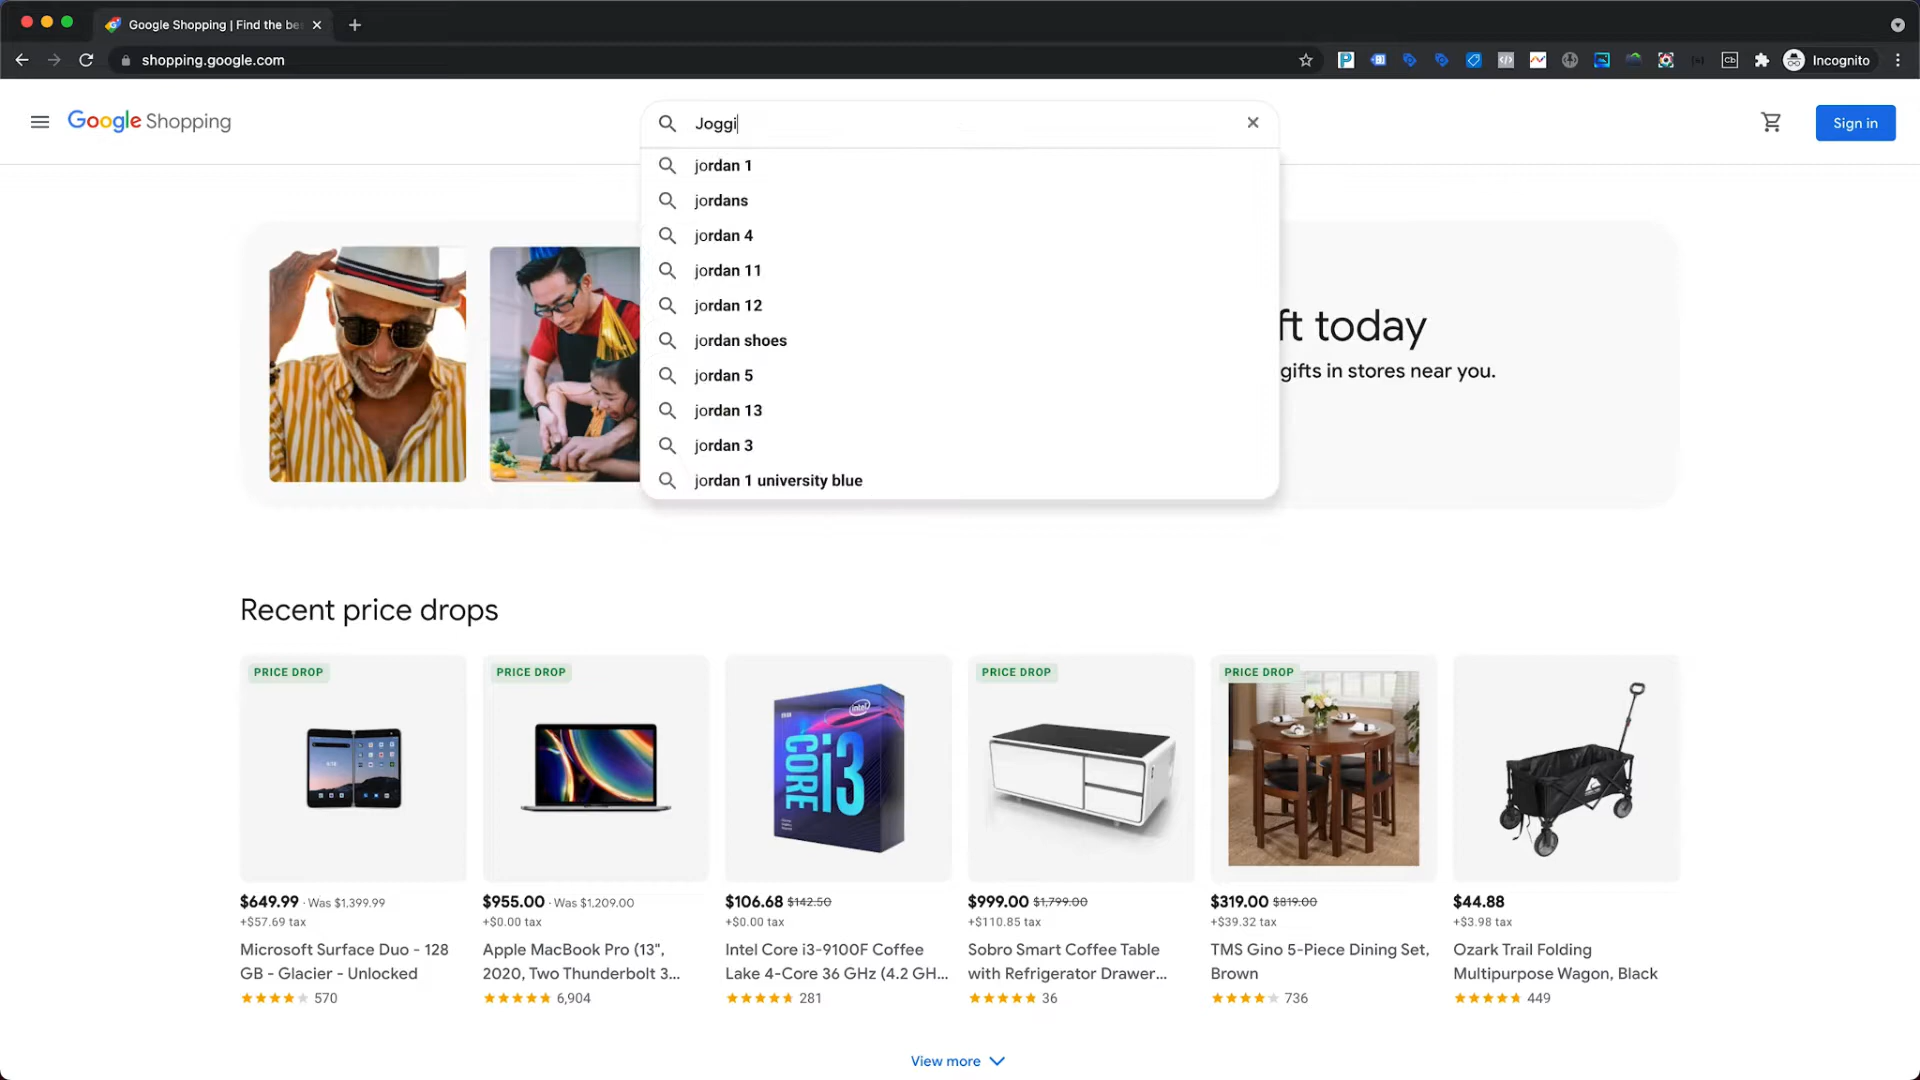 Google Shopping | Find the be
shopping.google.com
Incognito
Google Shopping
Joggi
Sign in
jordan 1
jordans
jordan 4
jordan 11
jordan 12
jordan shoes
jordan 5
jordan 13
jordan 3
jordan 1 university blue
ft today
gifts in stores near you.
Recent price drops
PRICE DROP
PRICE DROP
PRICE DROP
PRICE DROP
intel
CORE i3
$649.99 · Was $1,399.99
+$57.69 tax
Microsoft Surface Duo - 128
GB - Glacier - Unlocked
570
$955.00 · Was $1,209.00
+$0.00 tax
Apple MacBook Pro (13",
2020, Two Thunderbolt 3...
6,904
$106.68 $142.50
+$0.00 tax
Intel Core i3-9100F Coffee
Lake 4-Core 36 GHz (4.2 GH...
281
$999.00 $1,799.00
+$110.85 tax
Sobro Smart Coffee Table
with Refrigerator Drawer...
36
$319.00 $819.00
+$39.32 tax
TMS Gino 5-Piece Dining Set,
Brown
736
$44.88
+$3.98 tax
Ozark Trail Folding
Multipurpose Wagon, Black
449
View more